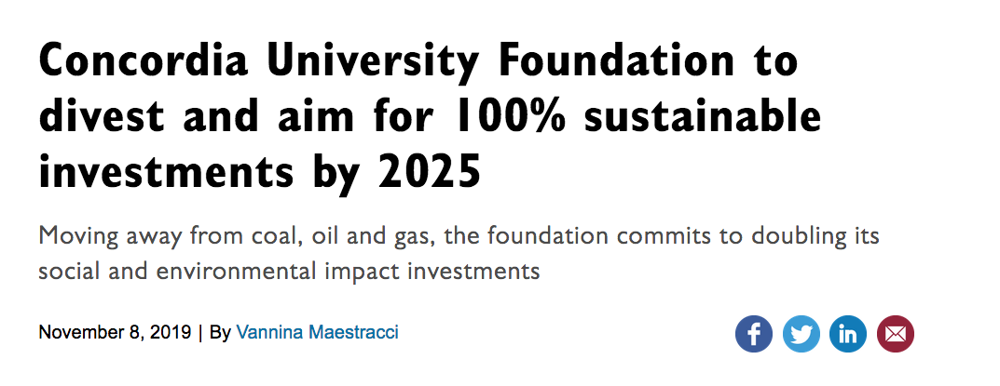 Concordia University Foundation to
divest and aim for 100% sustainable
investments by 2025
Moving away from coal, oil and gas, the foundation commits to doubling its
social and environmental impact investments
November 8, 2019 | By Vannina Maestracci